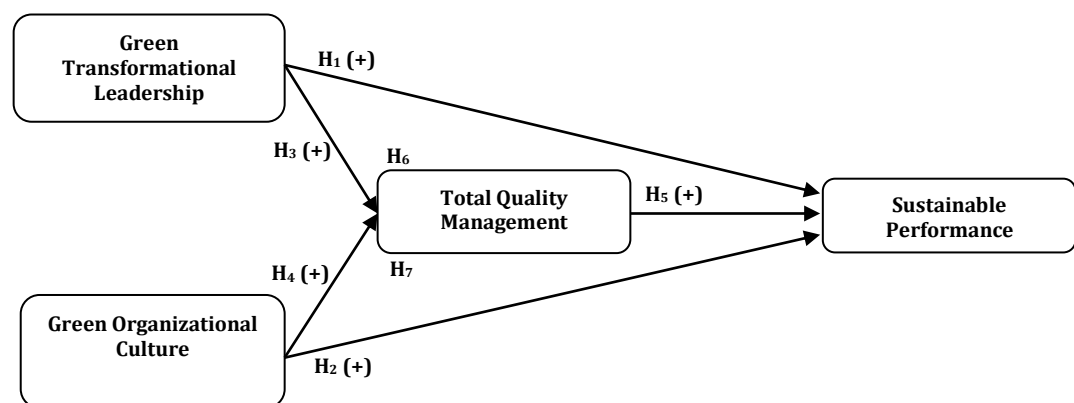 Green
Transformational
Leadership
H₁ (+)
H₃ (+)
H₆
Total Quality
Management
H₅ (+)
Sustainable
Performance
H₄ (+)
H₇
Green Organizational
Culture
H₂ (+)